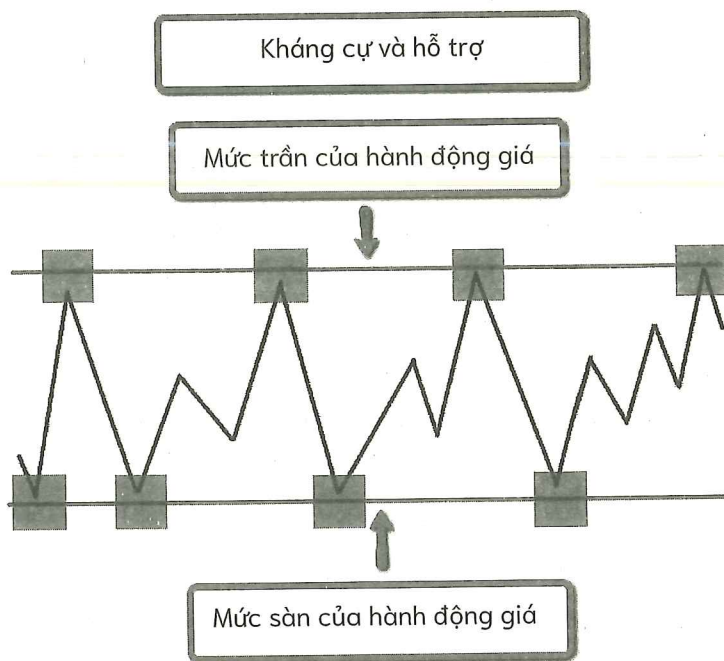 Kháng cự và hỗ trợ
Mức trần của hành động giá
Mức sàn của hành động giá